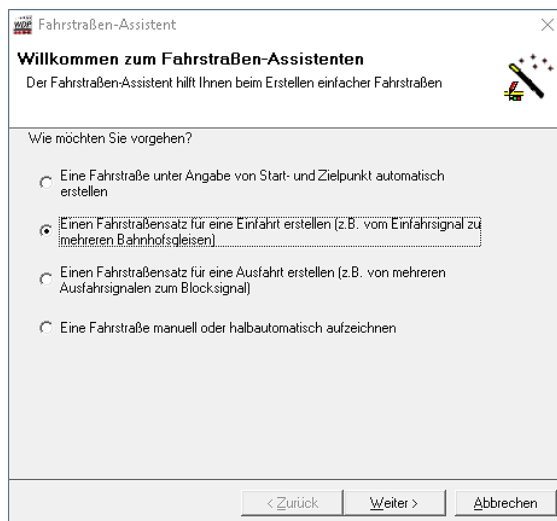 WDP Fahrstraßen-Assistent
Willkommen zum Fahrstraßen-Assistenten
Der Fahrstraßen-Assistent hilft Ihnen beim Erstellen einfacher Fahrstraßen
Wie möchten Sie vorgehen?
Eine Fahrstraße unter Angabe von Start- und Zielpunkt automatisch
erstellen
Einen Fahrstraßensatz für eine Einfahrt erstellen (z.B. vom Einfahrsignal zu
mehreren Bahnhofsgleisen)
Einen Fahrstraßensatz für eine Ausfahrt erstellen (z.B. von mehreren
Ausfahrsignalen zum Blocksignal)
Eine Fahrstraße manuell oder halbautomatisch aufzeichnen
< Zurück Weiter > Abbrechen